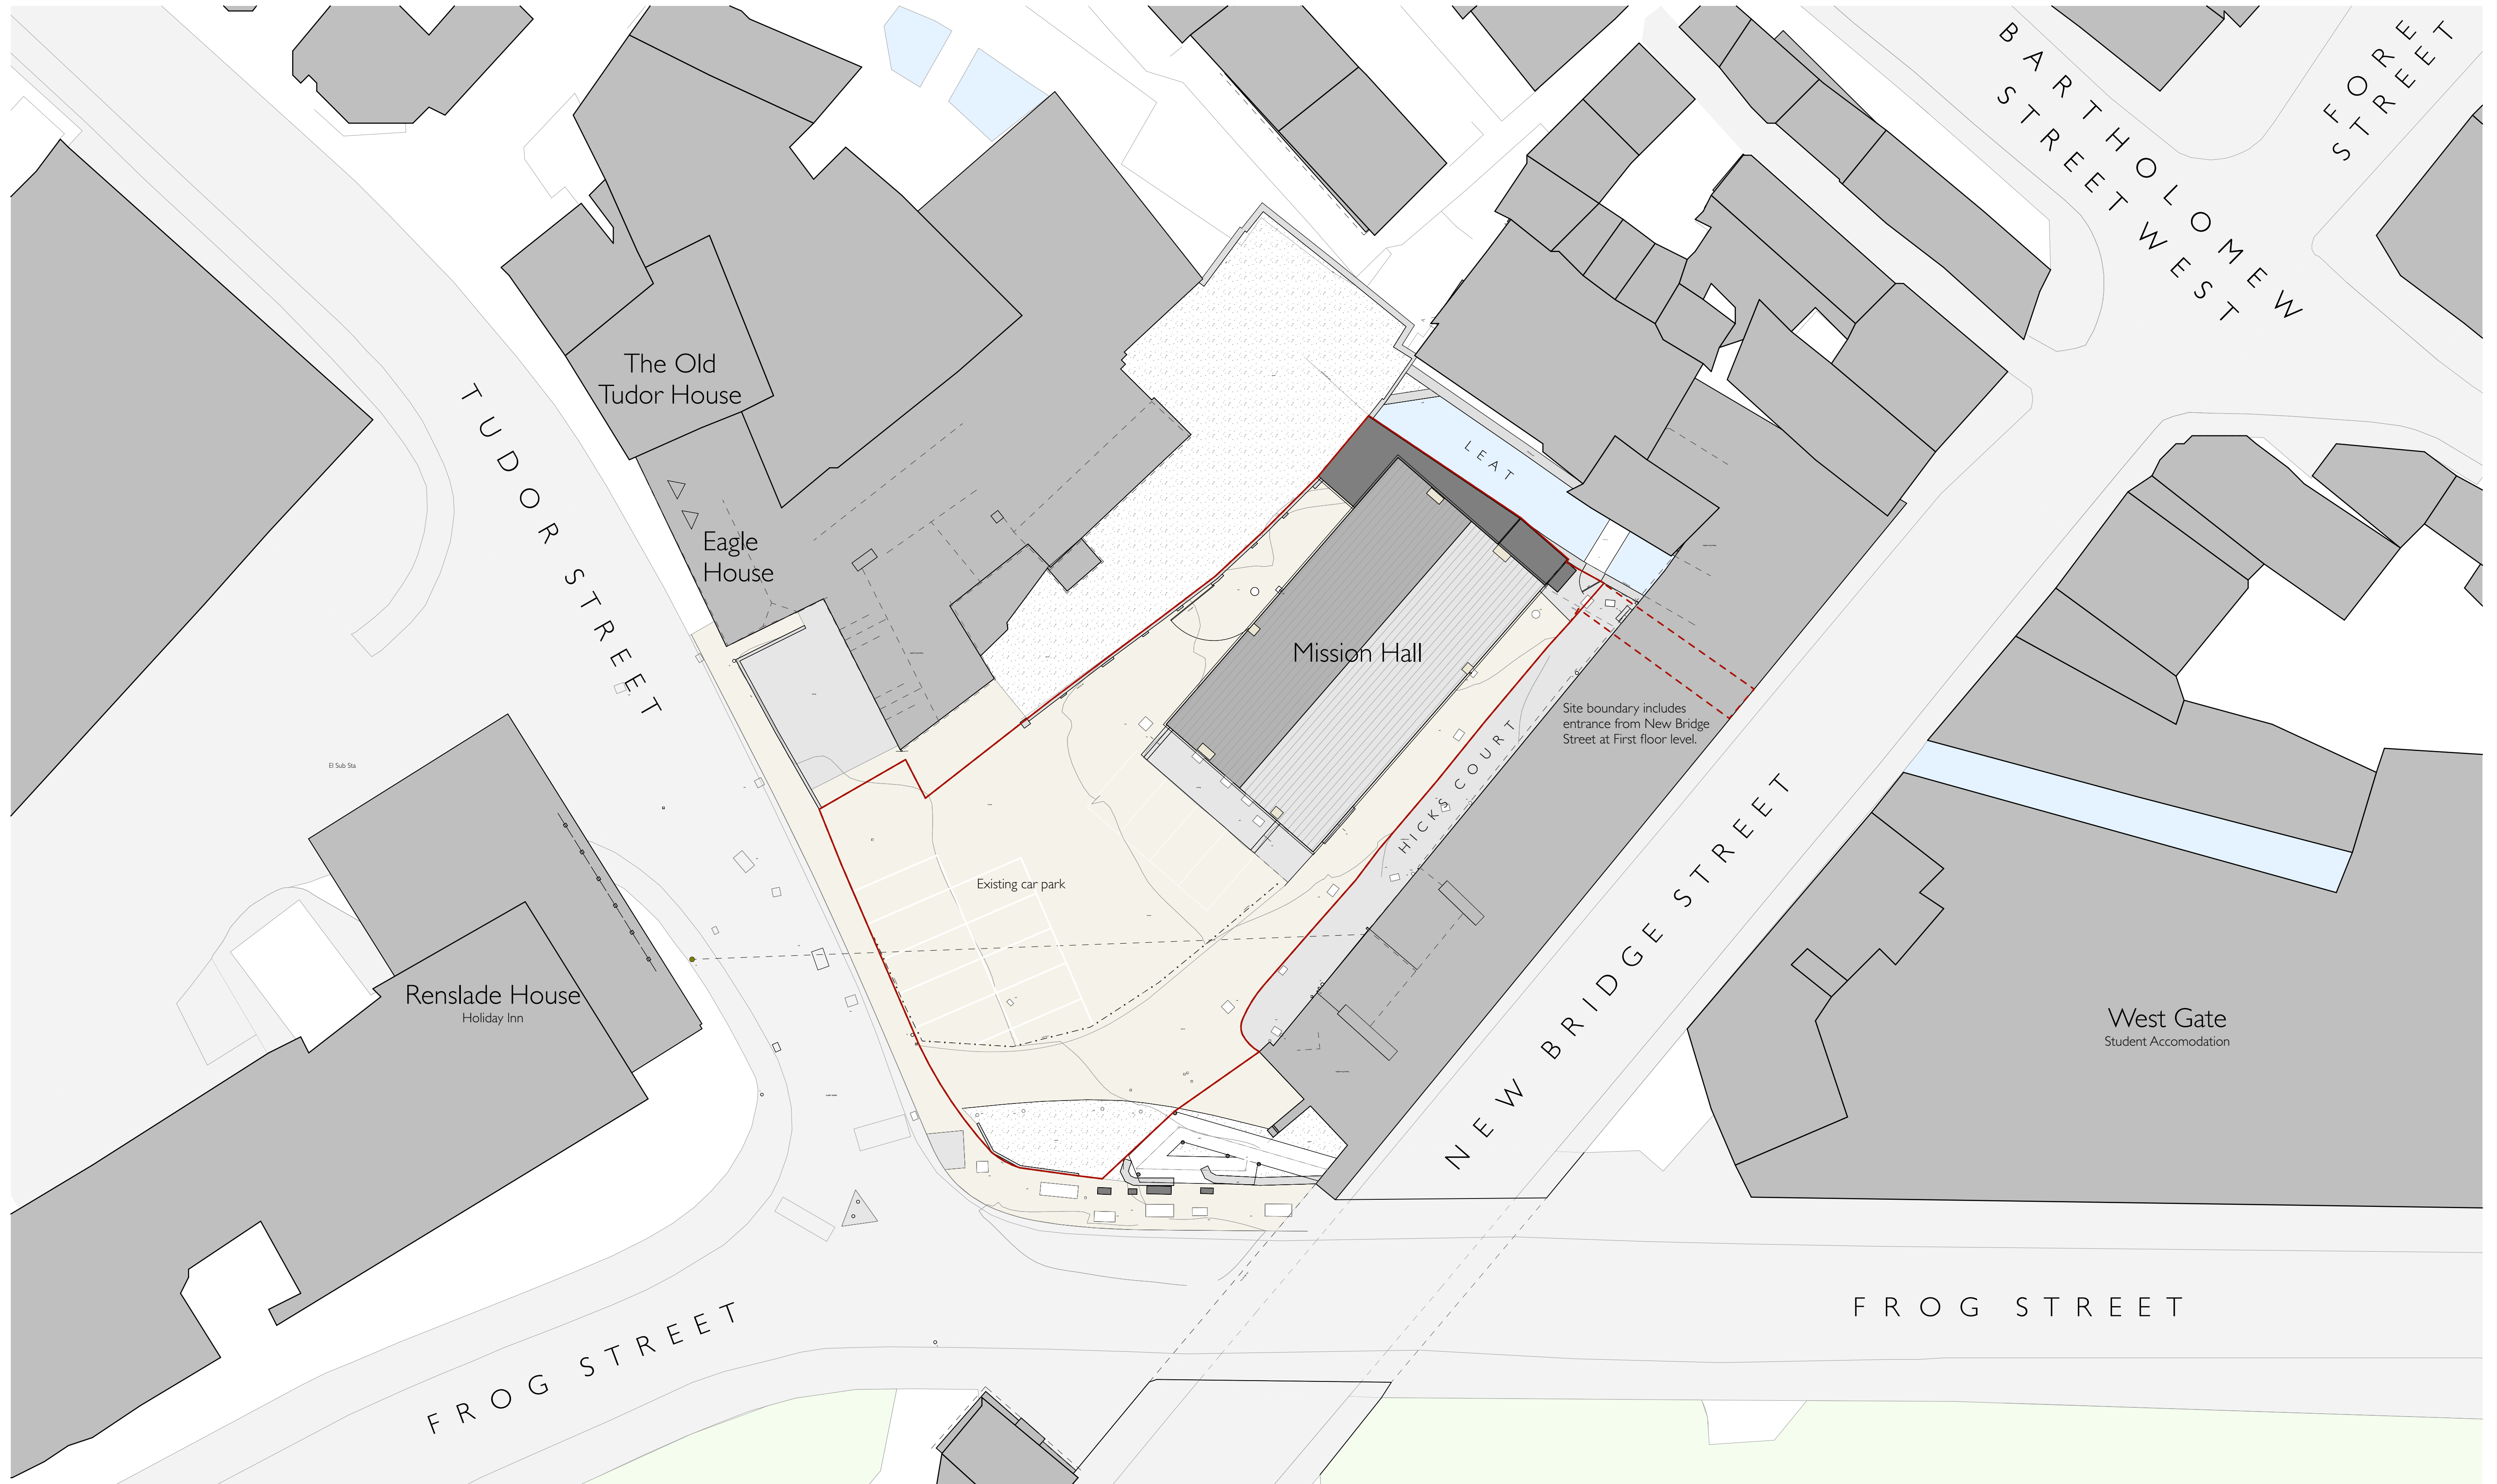 FORE
STREET
BARTHOLOMEW
STREET WEST
The Old
Tudor House
TUDOR STREET
LEAT
Eagle
House
Mission Hall
Site boundary includes
entrance from New Bridge
Street at First floor level.
HICKS COURT
El Sub Sta
NEW BRIDGE STREET
Existing car park
Renslade House
Holiday Inn
West Gate
Student Accomodation
FROG STREET
FROG STREET